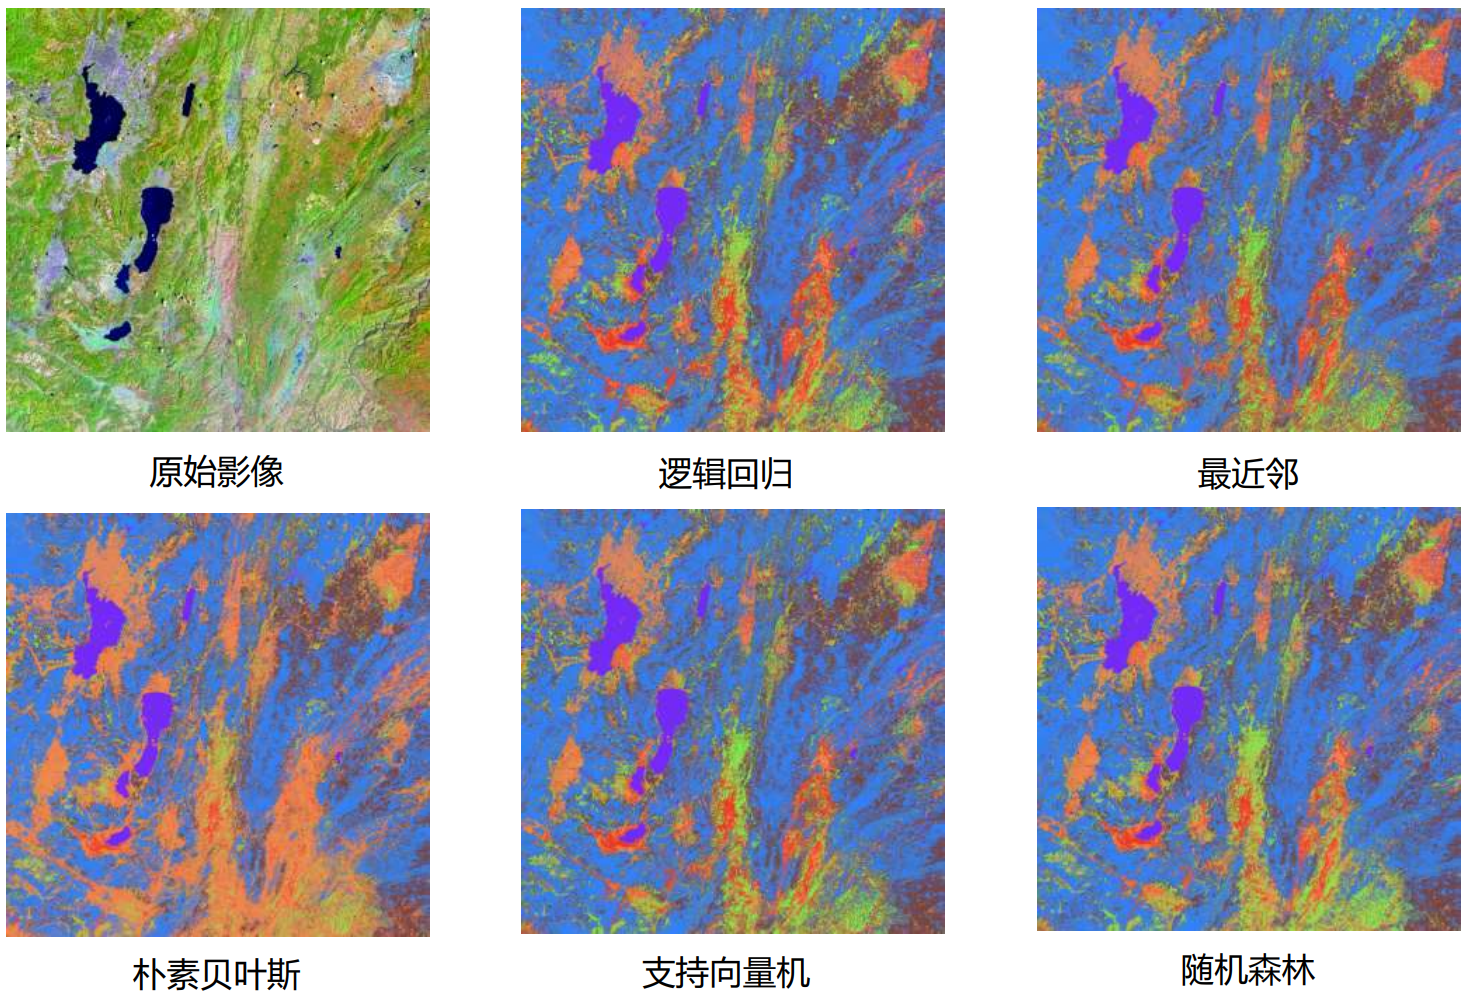 原始影像
逻辑回归
最近邻
朴素贝叶斯
支持向量机
随机森林